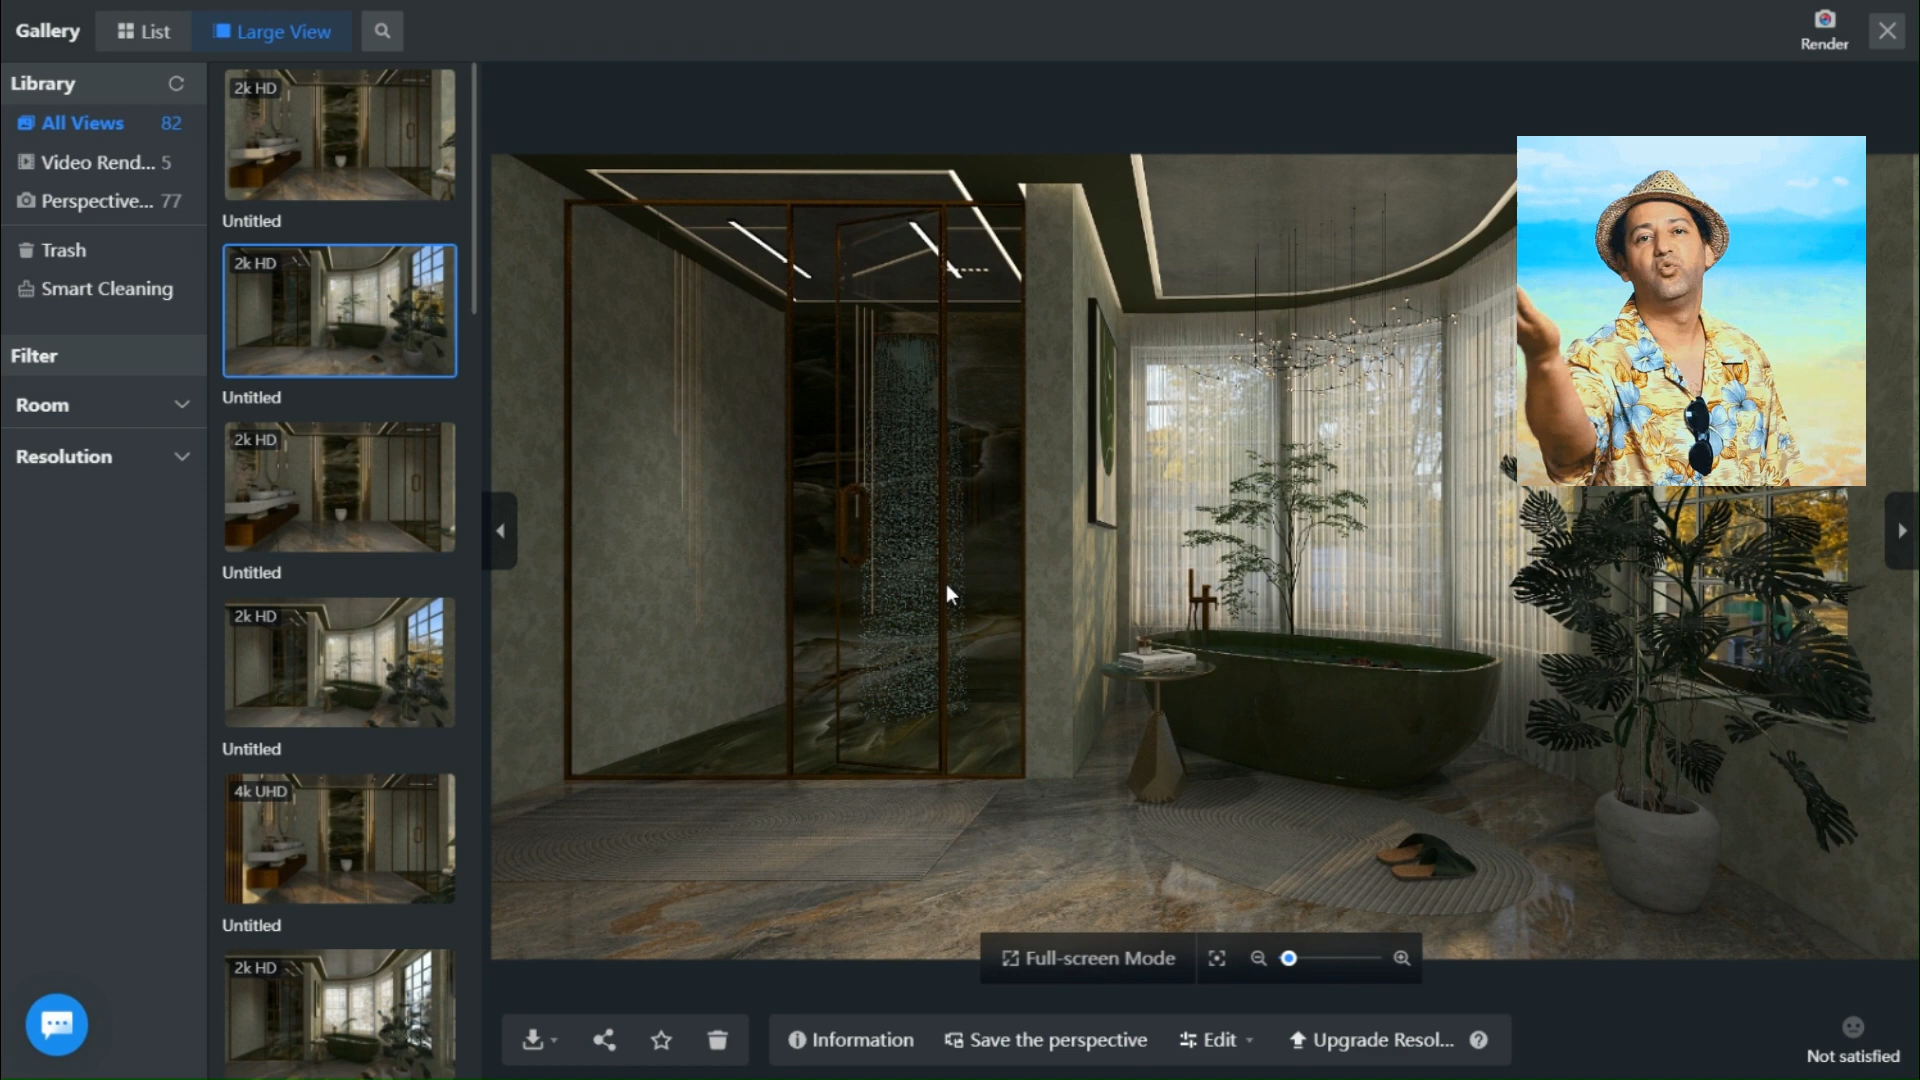 Gallery
List
Large View
Render
Library
All Views 82
Video Rend... 5
Perspective... 77
Trash
Smart Cleaning
Filter
Room
Resolution
2k HD
Untitled
2k HD
Untitled
2k HD
Untitled
2k HD
Untitled
4k UHD
Untitled
2k HD
Full-screen Mode
Information
Save the perspective
Edit
Upgrade Resol...
?
Not satisfied